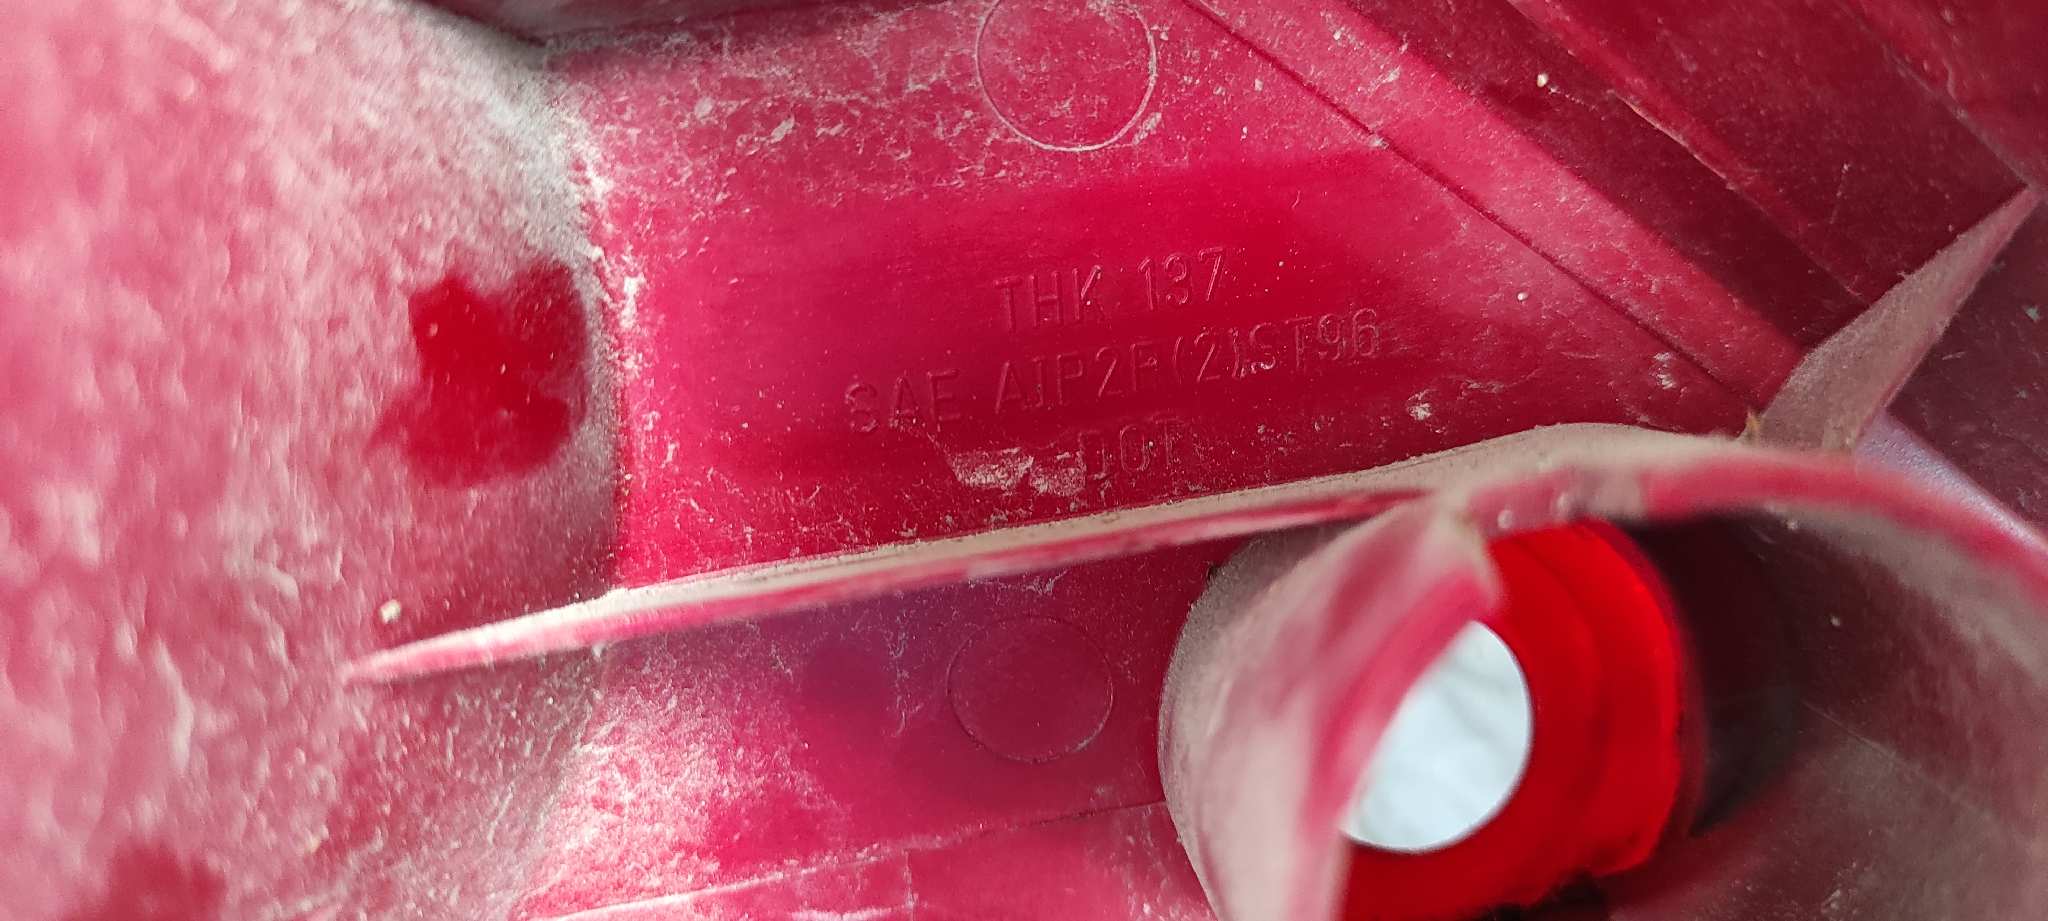 THK 137
SAE AIP2R(2)ST96
DOT